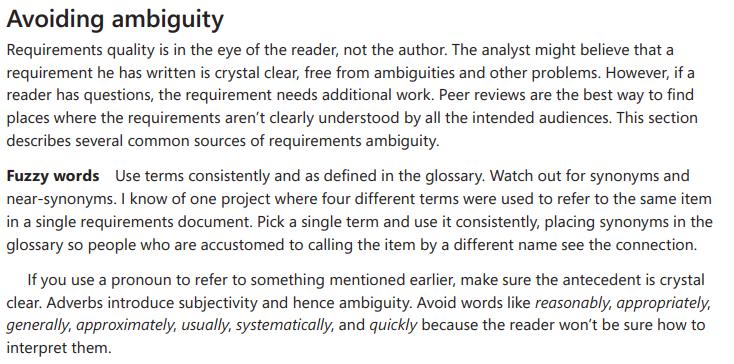 Avoiding ambiguity
Requirements quality is in the eye of the reader, not the author. The analyst might believe that a
requirement he has written is crystal clear, free from ambiguities and other problems. However, if a
reader has questions, the requirement needs additional work. Peer reviews are the best way to find
places where the requirements aren’t clearly understood by all the intended audiences. This section
describes several common sources of requirements ambiguity.
Fuzzy words Use terms consistently and as defined in the glossary. Watch out for synonyms and
near-synonyms. I know of one project where four different terms were used to refer to the same item
in a single requirements document. Pick a single term and use it consistently, placing synonyms in the
glossary so people who are accustomed to calling the item by a different name see the connection.
If you use a pronoun to refer to something mentioned earlier, make sure the antecedent is crystal
clear. Adverbs introduce subjectivity and hence ambiguity. Avoid words like reasonably, appropriately,
generally, approximately, usually, systematically, and quickly because the reader won’t be sure how to
interpret them.